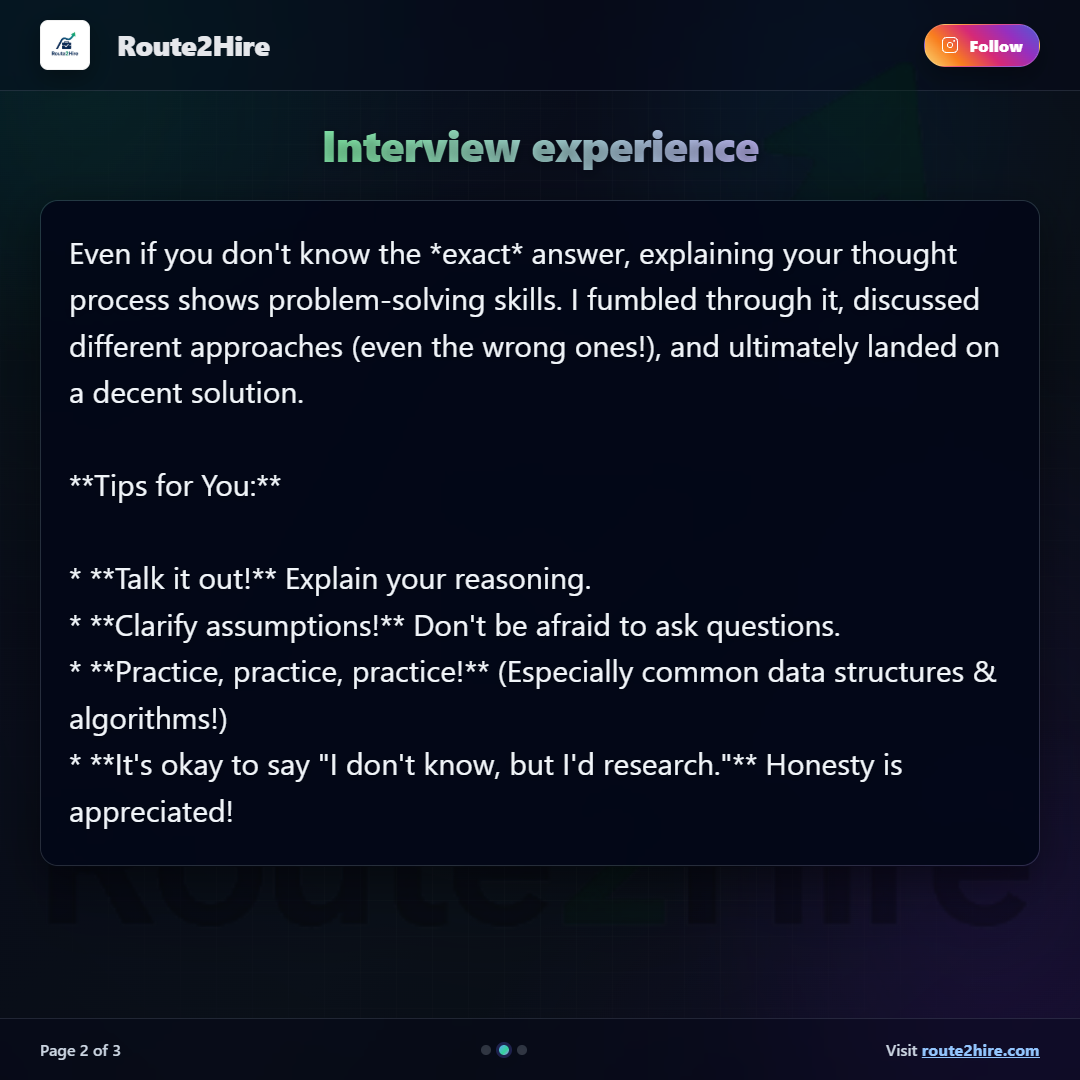 Route2Hire
Route2Hire
Follow
Interview experience
Even if you don't know the *exact* answer, explaining your thought
process shows problem-solving skills. I fumbled through it, discussed
different approaches (even the wrong ones!), and ultimately landed on
a decent solution.
**Tips for You:**
* **Talk it out!** Explain your reasoning.
* **Clarify assumptions!** Don't be afraid to ask questions.
* **Practice, practice, practice!** (Especially common data structures &
algorithms!)
* **It's okay to say "I don't know, but I'd research."** Honesty is
appreciated!
Route2Hire
Page 2 of 3
Visit route2hire.com